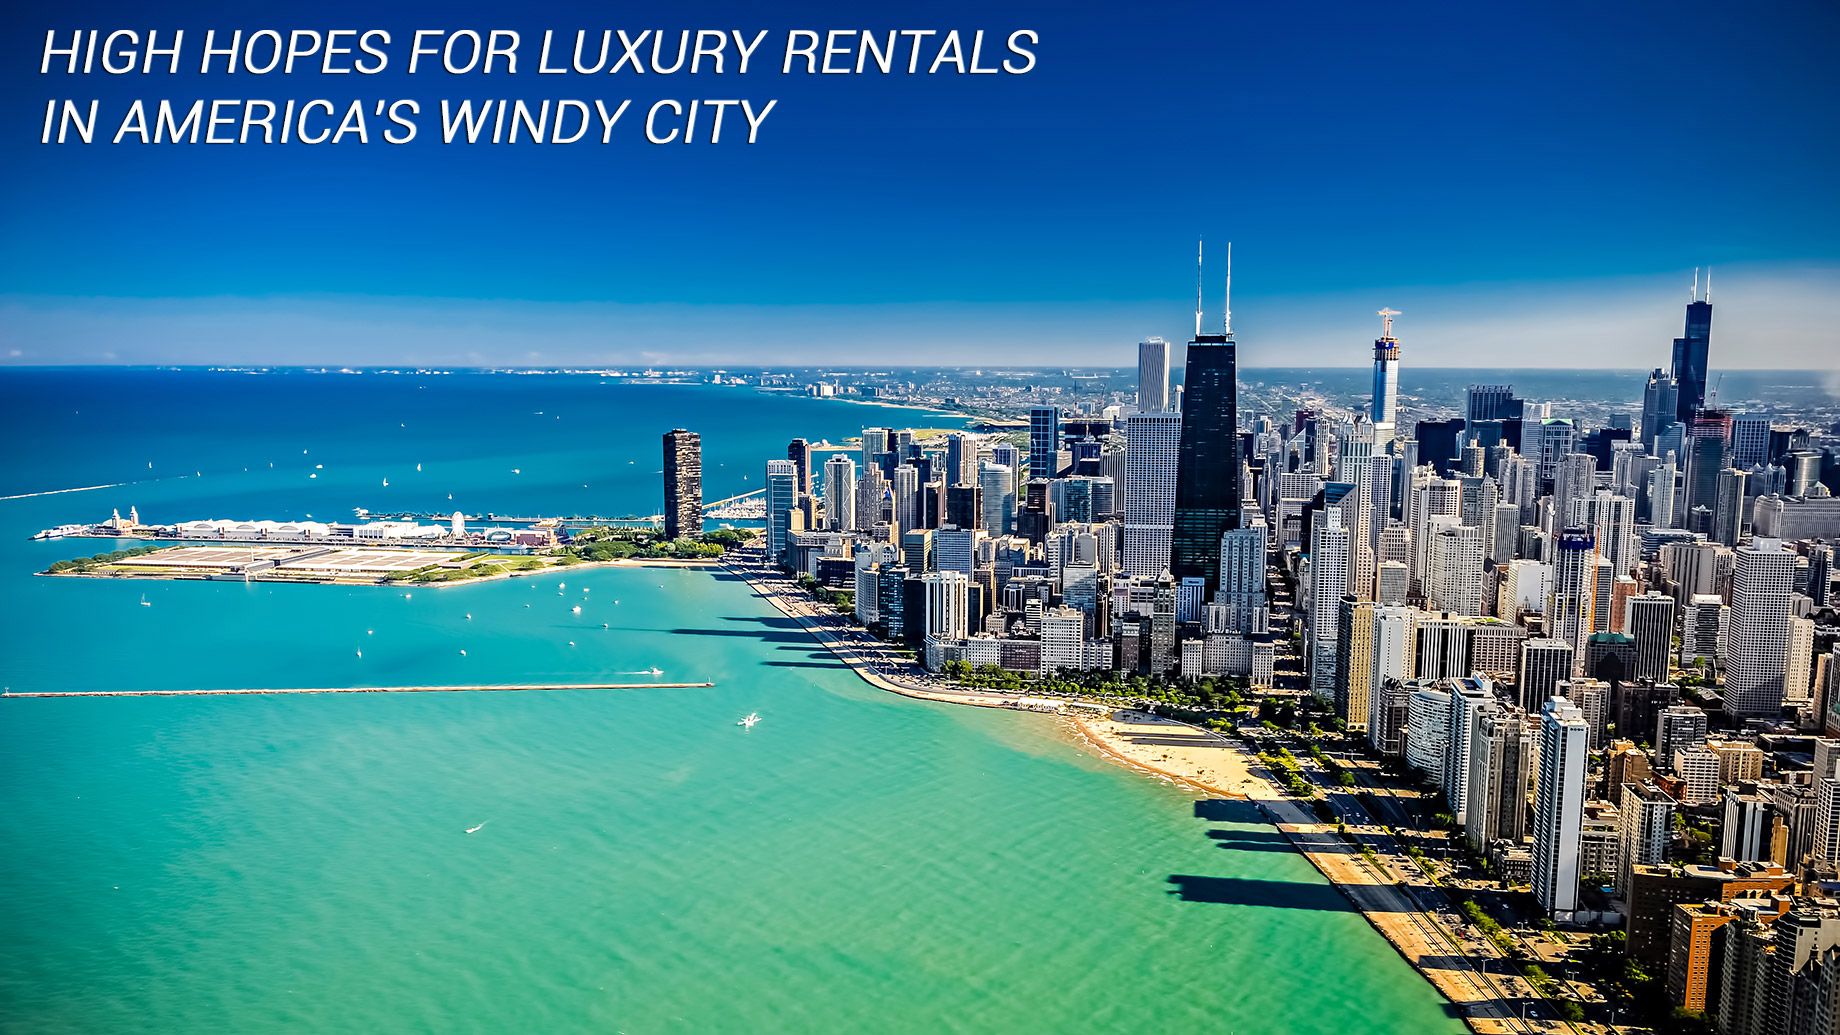 HIGH HOPES FOR LUXURY RENTALS
IN AMERICA'S WINDY CITY